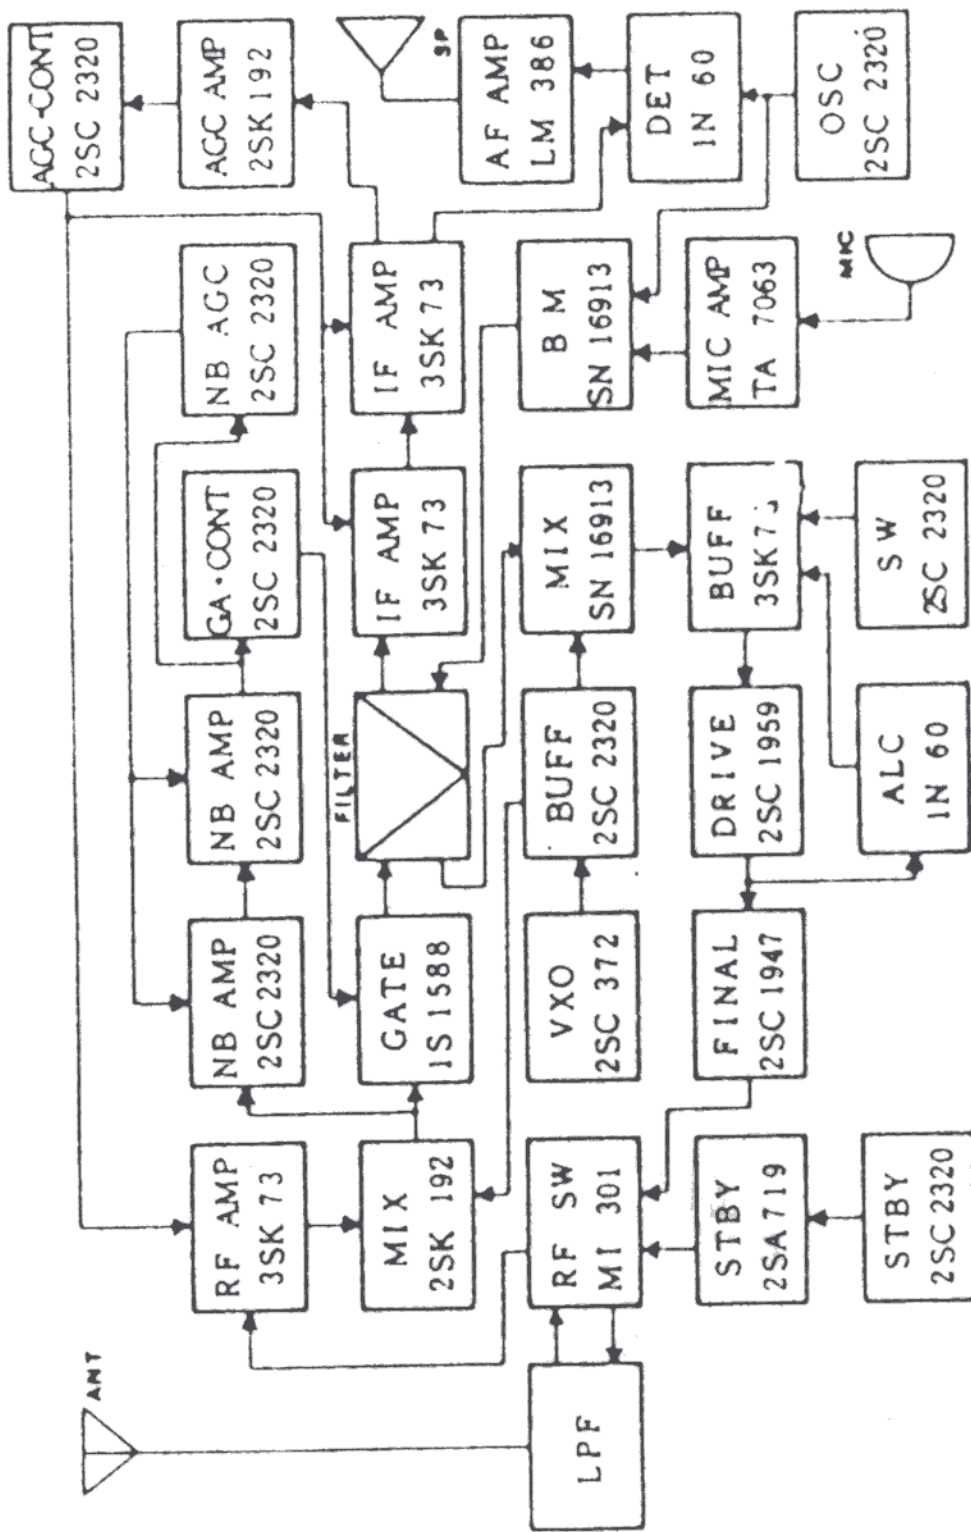 AGC-CONT
2SC 2320
ANT
RF AMP
3SK 73
NB AMP
2SC 2320
NB AMP
2SC 2320
GA·CONT
2SC 2320
NB AGC
2SC 2320
AGC AMP
2SK 192
FILTER
MIX
2SK 192
GATE
1S 1588
IF AMP
3SK 73
IF AMP
3SK 73
SP
LPF
RF SW
MI 301
VXO
2SC 372
BUFF
2SC 2320
MIX
SN 16913
B M
SN 16913
AF AMP
LM 386
STBY
2SA 719
FINAL
2SC 1947
DRIVE
2SC 1959
BUFF
MIC AMP
TA 7063
DET
1N 60
MIC
STBY
2SC 2320
ALC
1N 60
SW
2SC 2320
OSC
2SC 2320